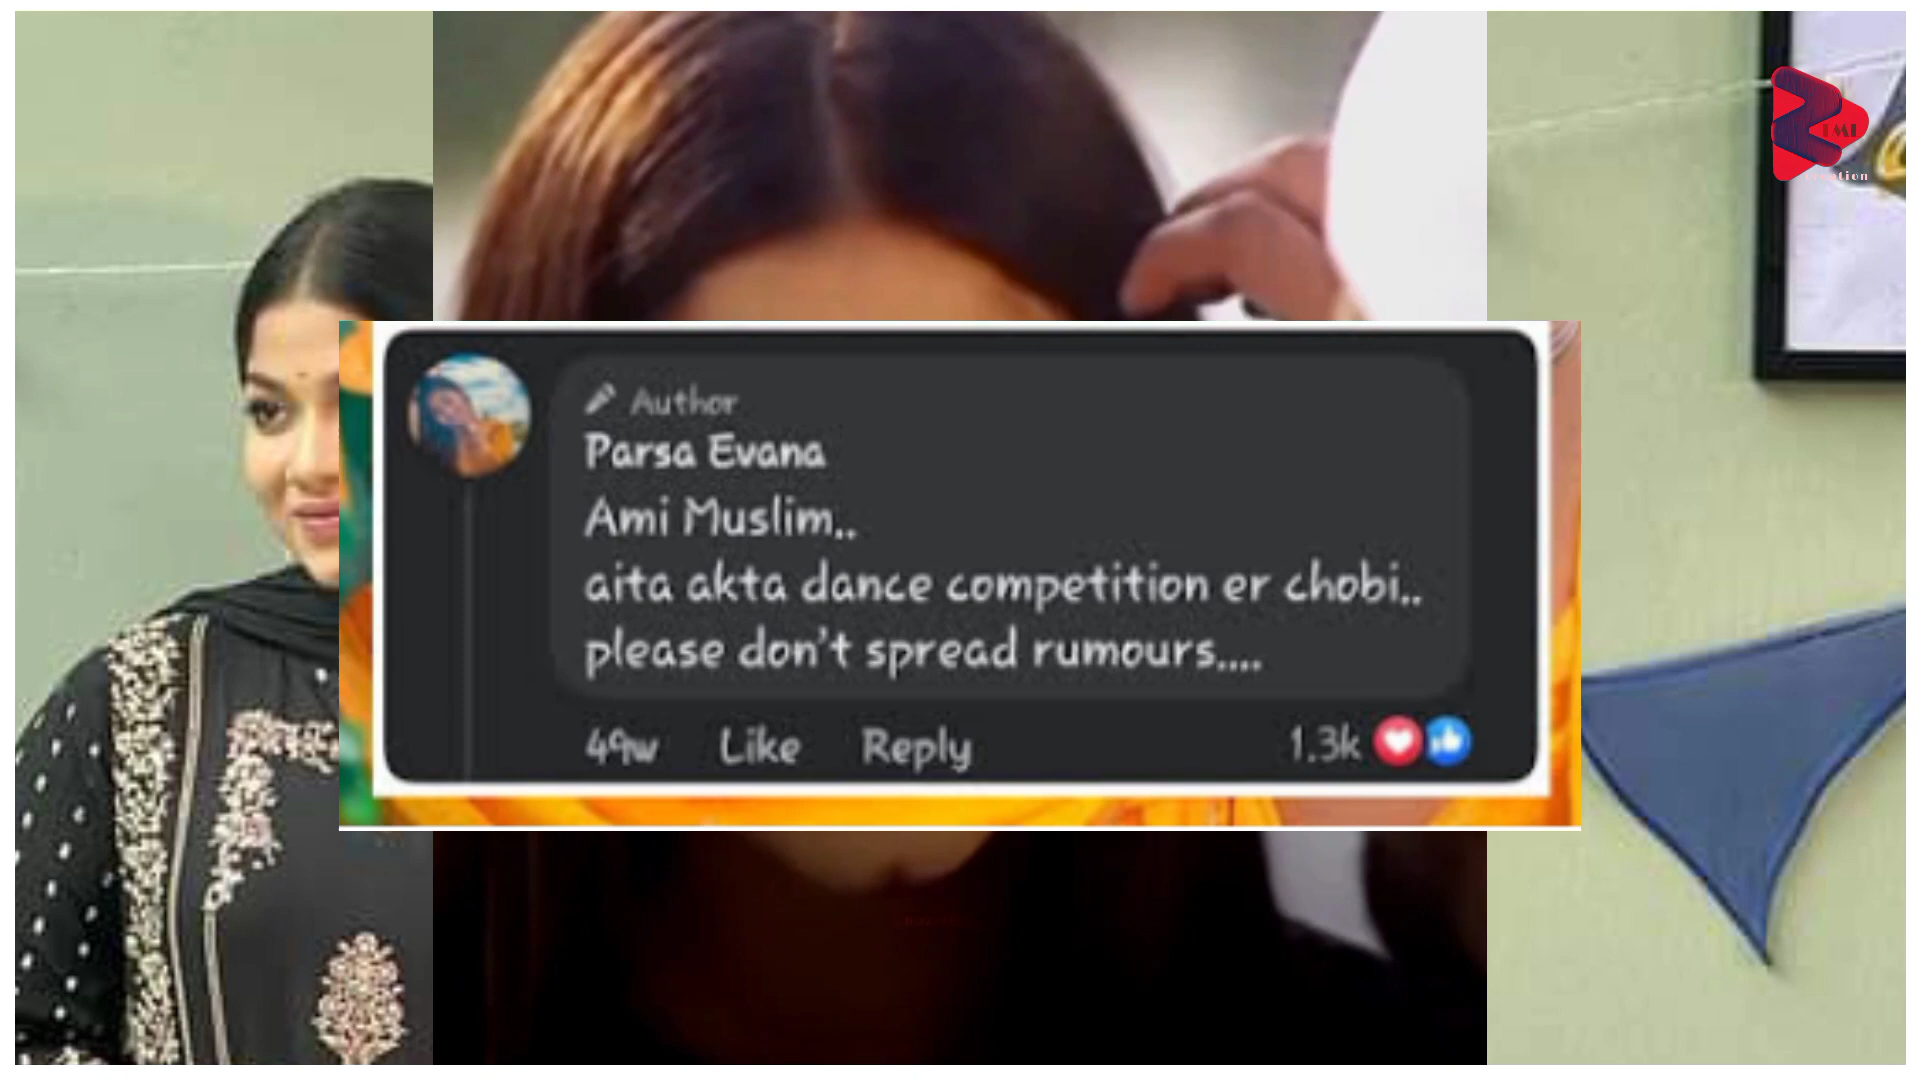 IMI
Author
Parsa Evana
Ami Muslim..
aita akta dance competition er chobi..
please don't spread rumours....
49w Like Reply 1.3k